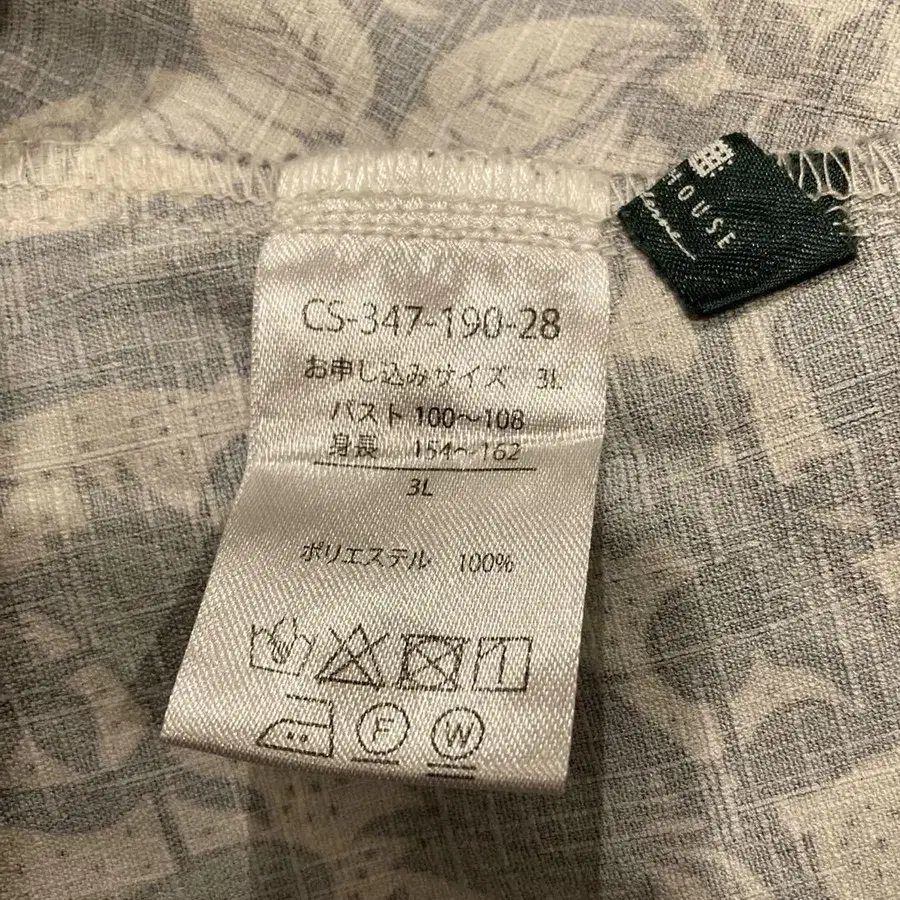 CS-347-190-28
お申し込みサイズ 3L
バスト 100～108
身長 154～162
3L
ポリエステル 100%
F
W
HOUSE